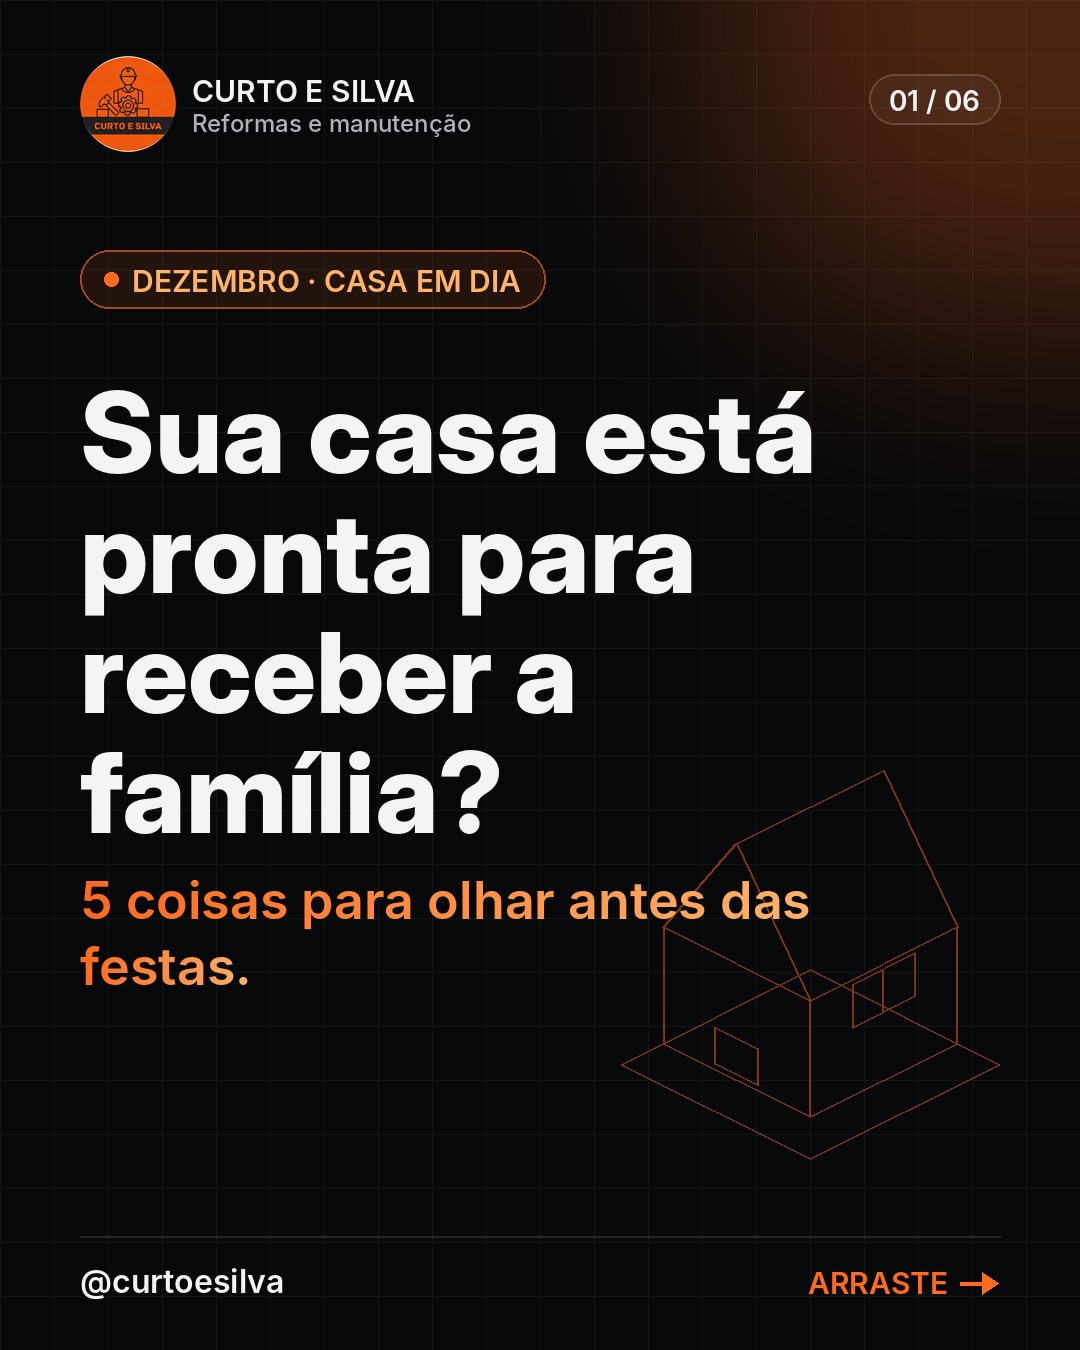 CURTO E SILVA
CURTO E SILVA
Reformas e manutenção
01 / 06
DEZEMBRO · CASA EM DIA
Sua casa está
pronta para
receber a
família?
5 coisas para olhar antes das
festas.
@curtoesilva
ARRASTE →